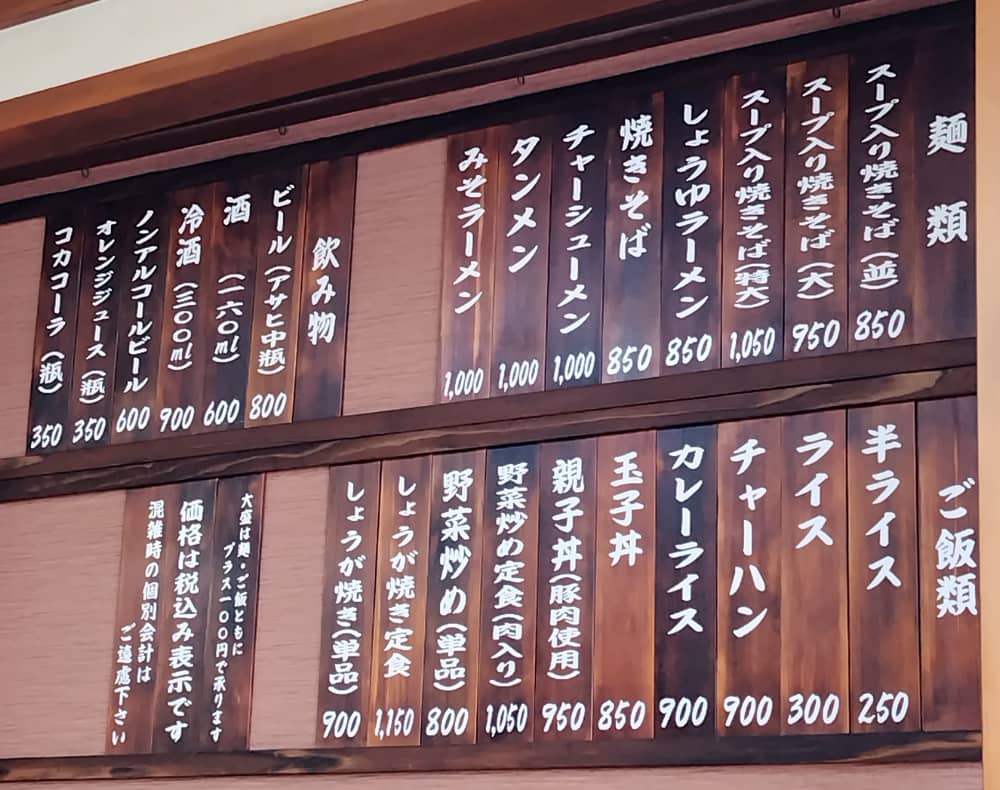 麺類
スープ入り焼きそば(並) 850
スープ入り焼きそば(大) 950
スープ入り焼きそば(特大) 1,050
しょうゆラーメン 850
焼きそば 850
チャーシューメン 1,000
タンメン 1,000
みそラーメン 1,000
飲み物
ビール(アサヒ中瓶) 800
酒(一六〇ml) 600
冷酒(三〇〇ml) 900
ノンアルコールビール 600
オレンジジュース(瓶) 350
コカコーラ(瓶) 350
ご飯類
半ライス 250
ライス 300
チャーハン 900
カレーライス 900
玉子丼 850
親子丼(豚肉使用) 950
野菜炒め定食(肉入り) 1,050
野菜炒め(単品) 800
しょうが焼き定食 1,150
しょうが焼き(単品) 900
大盛は麺・ご飯ともに
プラス一〇〇円で承ります
価格は税込み表示です
混雑時の個別会計は
ご遠慮下さい